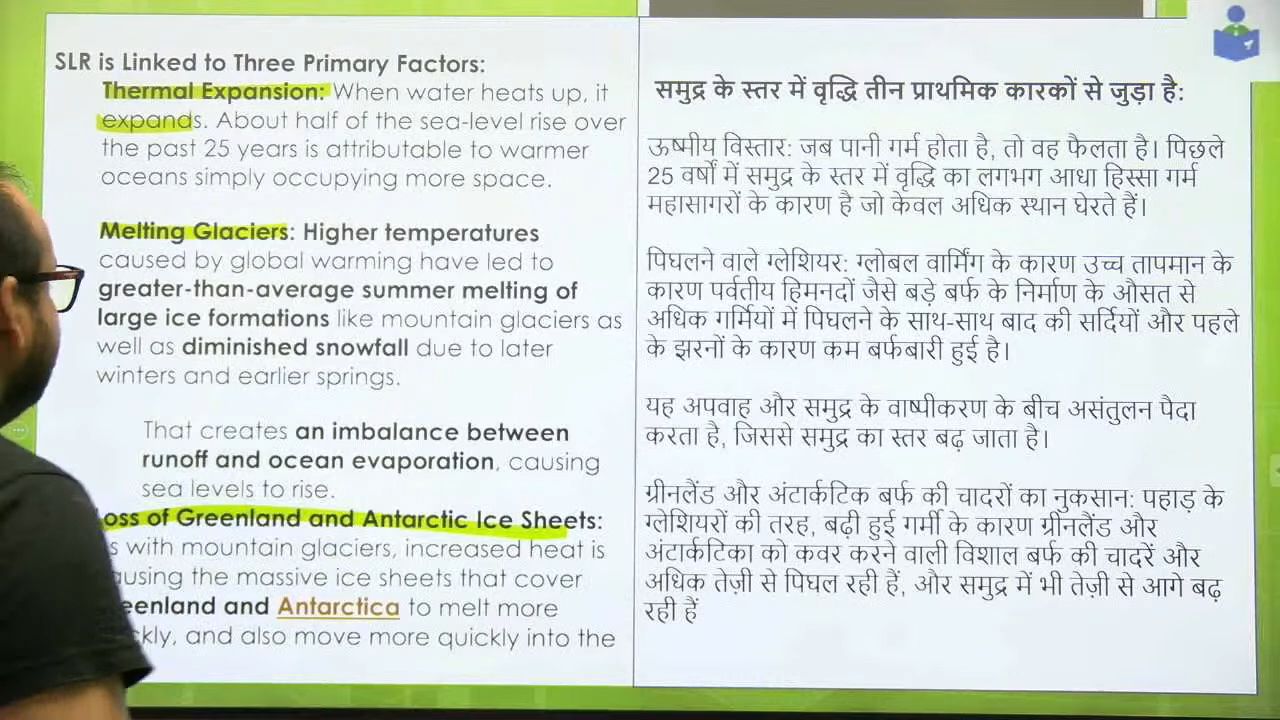 SLR is Linked to Three Primary Factors:
Thermal Expansion: When water heats up, it
expands. About half of the sea-level rise over
the past 25 years is attributable to warmer
oceans simply occupying more space.
Melting Glaciers: Higher temperatures
caused by global warming have led to
greater-than-average summer melting of
large ice formations like mountain glaciers as
well as diminished snowfall due to later
winters and earlier springs.
That creates an imbalance between
runoff and ocean evaporation, causing
sea levels to rise.
of Greenland and Antarctic Ice Sheets:
with mountain glaciers, increased heat is
the massive ice sheets that cover
and Antarctica to melt more
and also move more quickly into the
समुद्र के स्तर में वृद्धि तीन प्राथमिक कारकों से जुड़ा है:
ऊष्मीय विस्तार: जब पानी गर्म होता है, तो वह फैलता है। पिछले
25 वर्षों में समुद्र के स्तर में वृद्धि का लगभग आधा हिस्सा गर्म
महासागरों के कारण है जो केवल अधिक स्थान घेरते हैं।
पिघलने वाले ग्लेशियर: ग्लोबल वार्मिंग के कारण उच्च तापमान के
कारण पर्वतीय हिमनदों जैसे बड़े बर्फ के निर्माण के औसत से
अधिक गर्मियों में पिघलने के साथ-साथ बाद की सर्दियों और पहले
के झरनों के कारण कम बर्फबारी हुई है।
यह अपवाह और समुद्र के वाष्पीकरण के बीच असंतुलन पैदा
करता है, जिससे समुद्र का स्तर बढ़ जाता है।
ग्रीनलैंड और अंटार्कटिक बर्फ की चादरों का नुकसान: पहाड़ के
ग्लेशियरों की तरह, बढ़ी हुई गर्मी के कारण ग्रीनलैंड और
अंटार्कटिका को कवर करने वाली विशाल बर्फ की चादरें और
अधिक तेज़ी से पिघल रही हैं, और समुद्र में भी तेज़ी से आगे बढ़
रही हैं